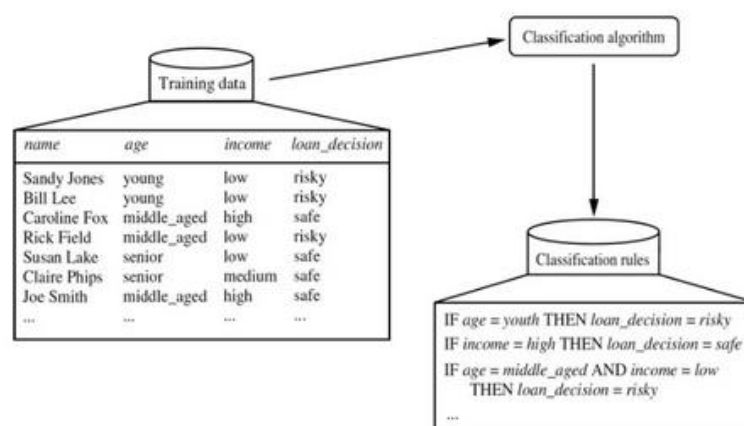 Classification algorithm
Training data
name age income loan_decision
Sandy Jones young low risky
Bill Lee young low risky
Caroline Fox middle_aged high safe
Rick Field middle_aged low risky
Susan Lake senior low safe
Claire Phips senior medium safe
Joe Smith middle_aged high safe
... ... ... ...
Classification rules
IF age = youth THEN loan_decision = risky
IF income = high THEN loan_decision = safe
IF age = middle_aged AND income = low
THEN loan_decision = risky
...